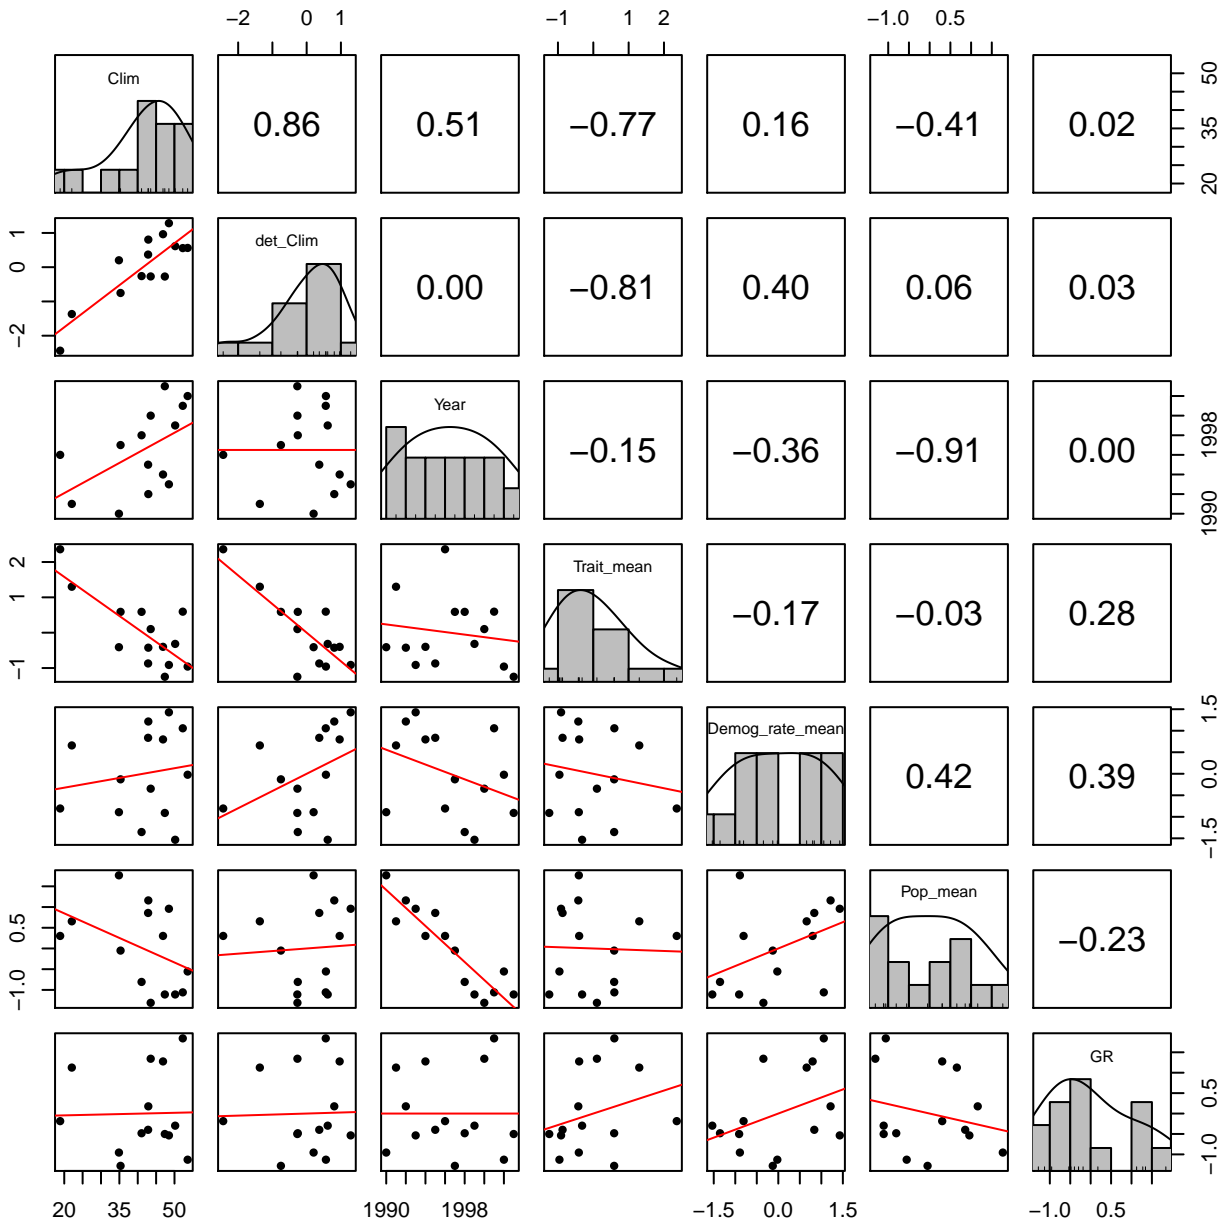 −2 0 1 −1 1 2 −1.0 0.5
Clim 0.86 0.51 −0.77 0.16 −0.41 0.02 20 35 50
−2 0 1 det_Clim 0.00 −0.81 0.40 0.06 0.03
Year −0.15 −0.36 −0.91 0.00 1990 1998
−1 1 2 Trait_mean −0.17 −0.03 0.28
Demog_rate_mean 0.42 0.39 −1.5 0.0 1.5
−1.0 0.5 Pop_mean −0.23
GR −1.0 0.5
20 35 50 1990 1998 −1.5 0.0 1.5 −1.0 0.5